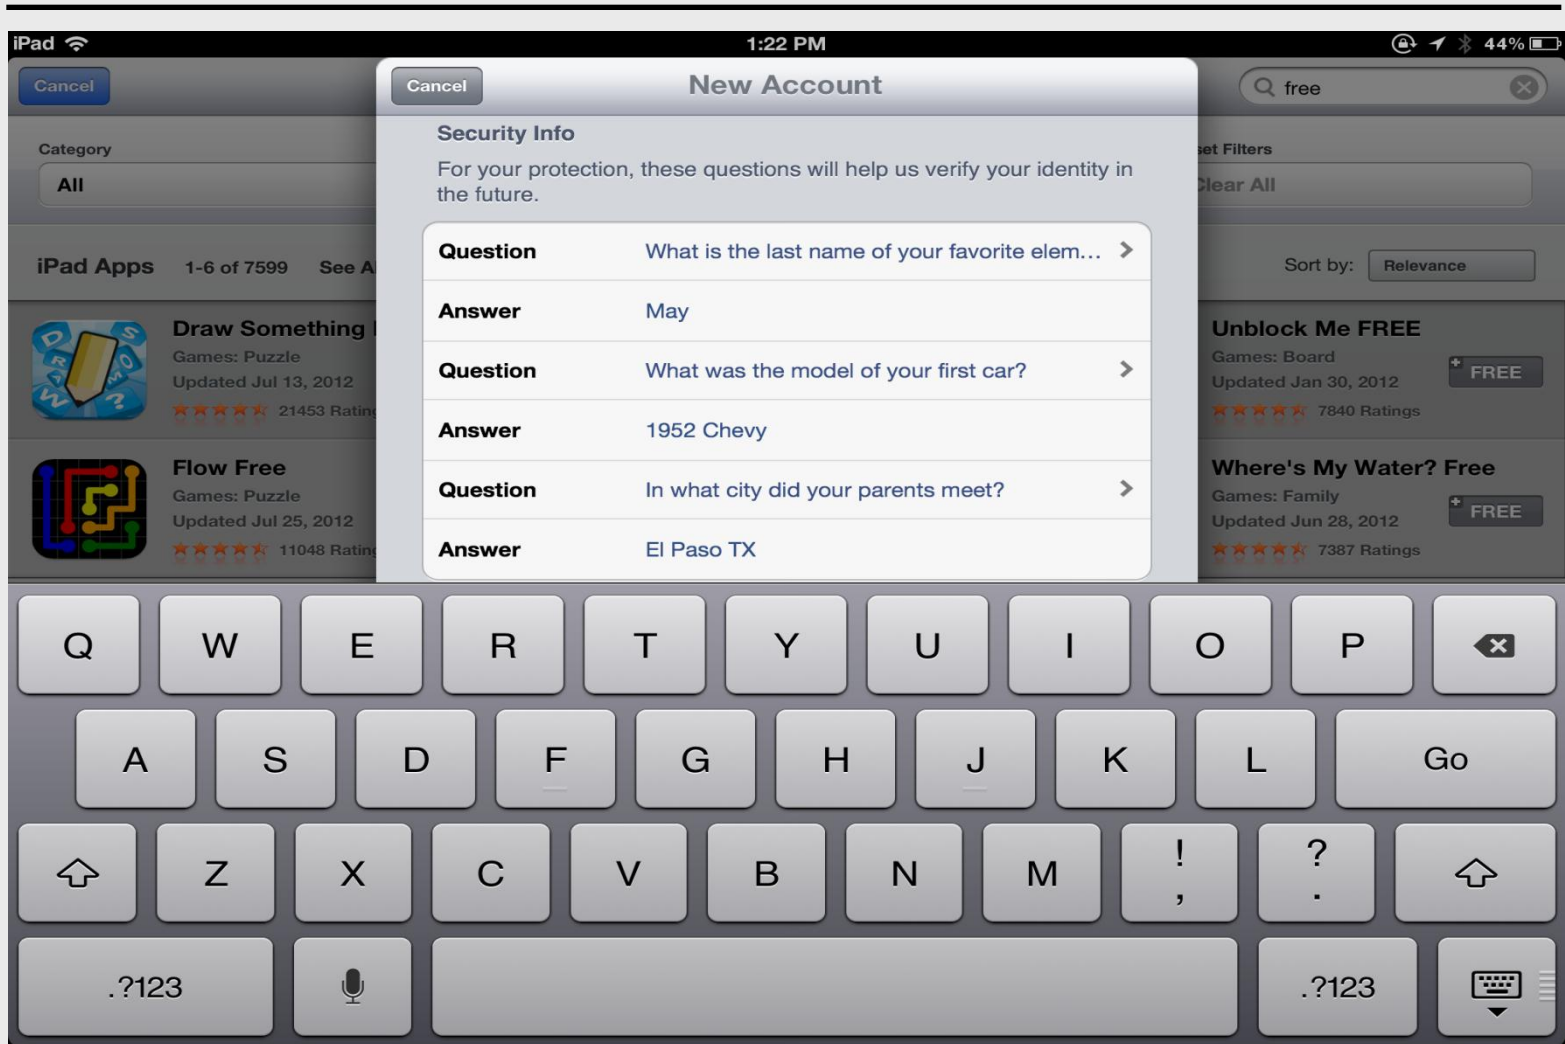 iPad 1:22 PM 44%
Cancel Cancel New Account free
Security Info
For your protection, these questions will help us verify your identity in
the future.
Category set Filters
All Clear All
Question What is the last name of your favorite elem... >
Answer May
Question What was the model of your first car? >
Answer 1952 Chevy
Question In what city did your parents meet? >
Answer El Paso TX
iPad Apps 1-6 of 7599 See A Sort by: Relevance
Draw Something
Games: Puzzle
Updated Jul 13, 2012
21453 Rating
Unblock Me FREE
Games: Board
Updated Jan 30, 2012
7840 Ratings
FREE
Flow Free
Games: Puzzle
Updated Jul 25, 2012
11048 Rating
Where's My Water? Free
Games: Family
Updated Jun 28, 2012
7387 Ratings
FREE
D S R O A M W ?
Q W E R T Y U I O P
A S D F G H J K L Go
Z X C V B N M ! , ? .
.?123 .?123